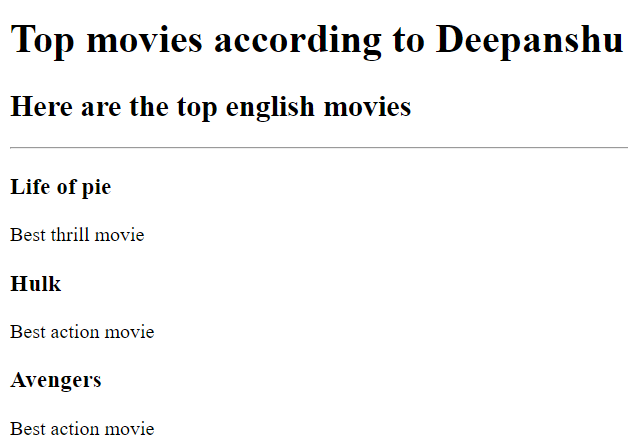 Top movies according to Deepanshu
Here are the top english movies
Life of pie
Best thrill movie
Hulk
Best action movie
Avengers
Best action movie